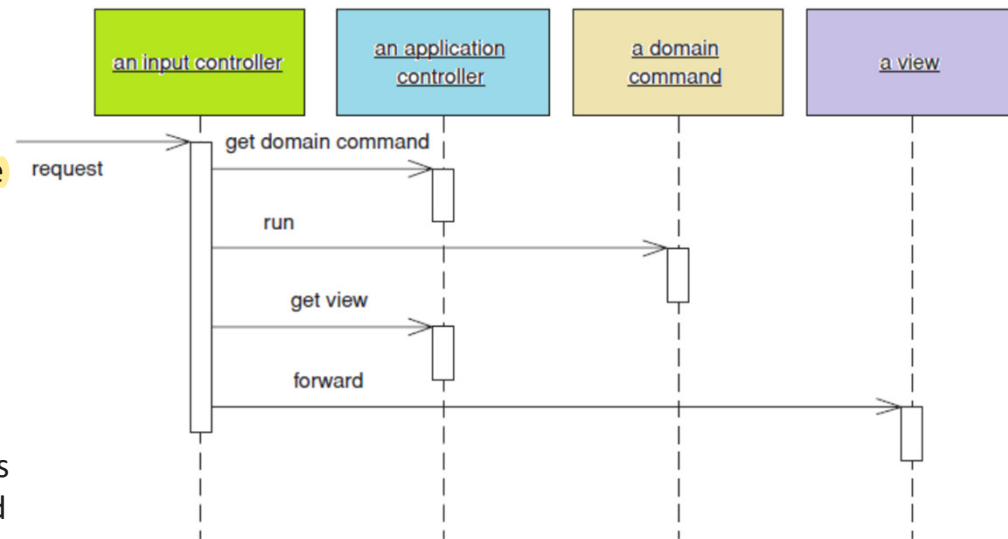 an input controller
an application
controller
a domain
command
a view
get domain command
e
request
run
get view
forward
s
d